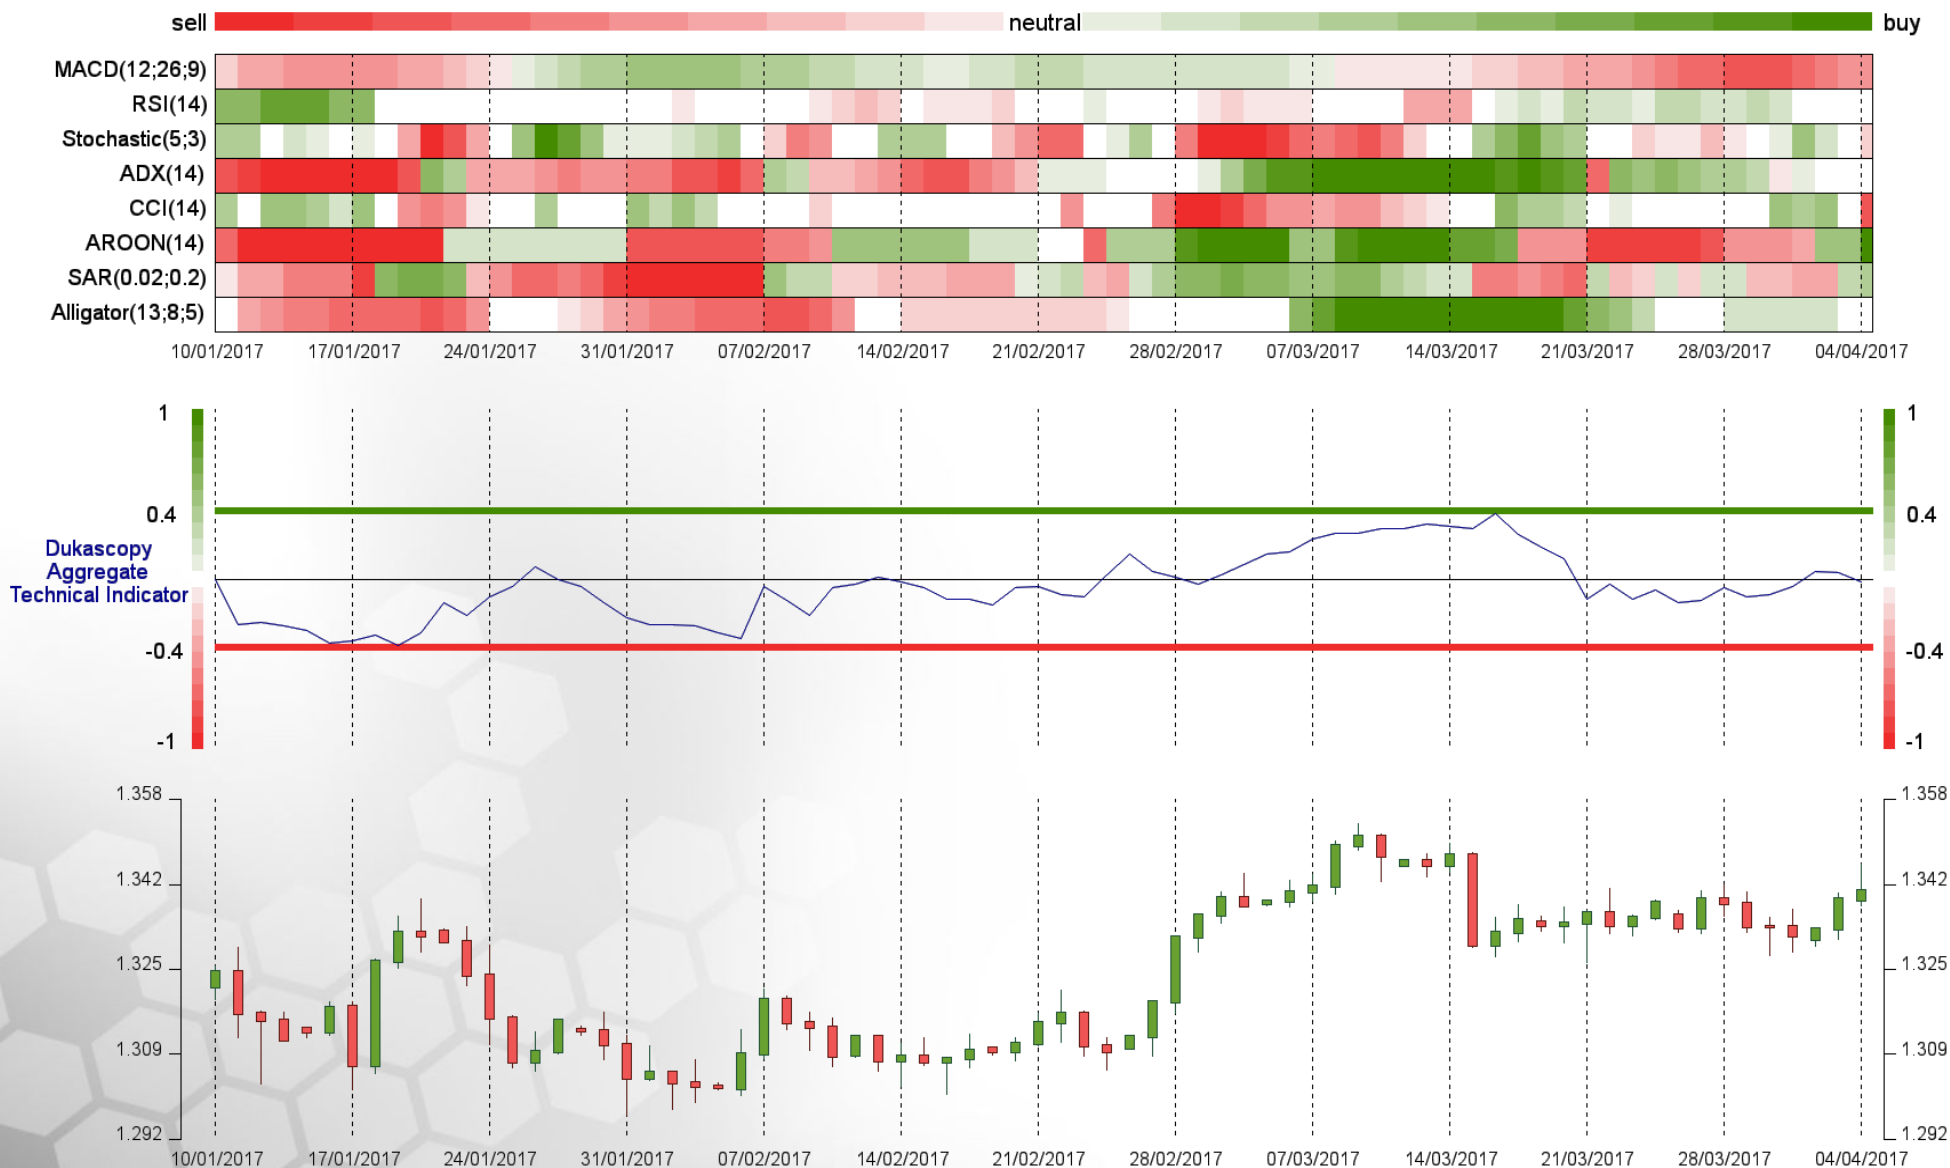 sell neutral buy
MACD(12;26;9)
RSI(14)
Stochastic(5;3)
ADX(14)
CCI(14)
AROON(14)
SAR(0.02;0.2)
Alligator(13;8;5)
10/01/2017 17/01/2017 24/01/2017 31/01/2017 07/02/2017 14/02/2017 21/02/2017 28/02/2017 07/03/2017 14/03/2017 21/03/2017 28/03/2017 04/04/2017
1 1
0.4 0.4
Dukascopy
Aggregate
Technical Indicator
-0.4 -0.4
-1 -1
1.358 1.358
1.342 1.342
1.325 1.325
1.309 1.309
1.292 1.292
10/01/2017 17/01/2017 24/01/2017 31/01/2017 07/02/2017 14/02/2017 21/02/2017 28/02/2017 07/03/2017 14/03/2017 21/03/2017 28/03/2017 04/04/2017